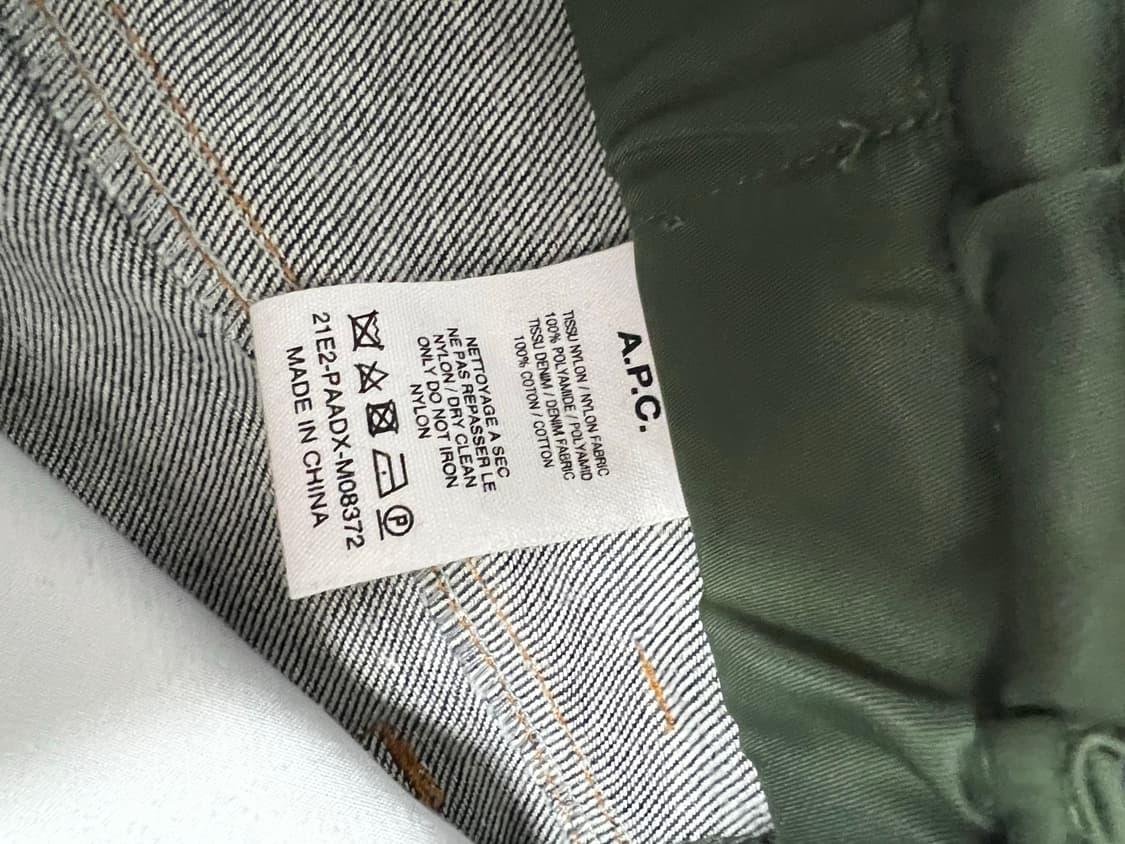 A.P.C.
TISSU NYLON / NYLON FABRIC
100% POLYAMIDE / POLYAMID
TISSU DENIM / DENIM FABRIC
100% COTON / COTTON
NETTOYAGE A SEC
NE PAS REPASSER LE
NYLON / DRY CLEAN
ONLY DO NOT IRON
NYLON
P
21E2-PAADX-M08372
MADE IN CHINA